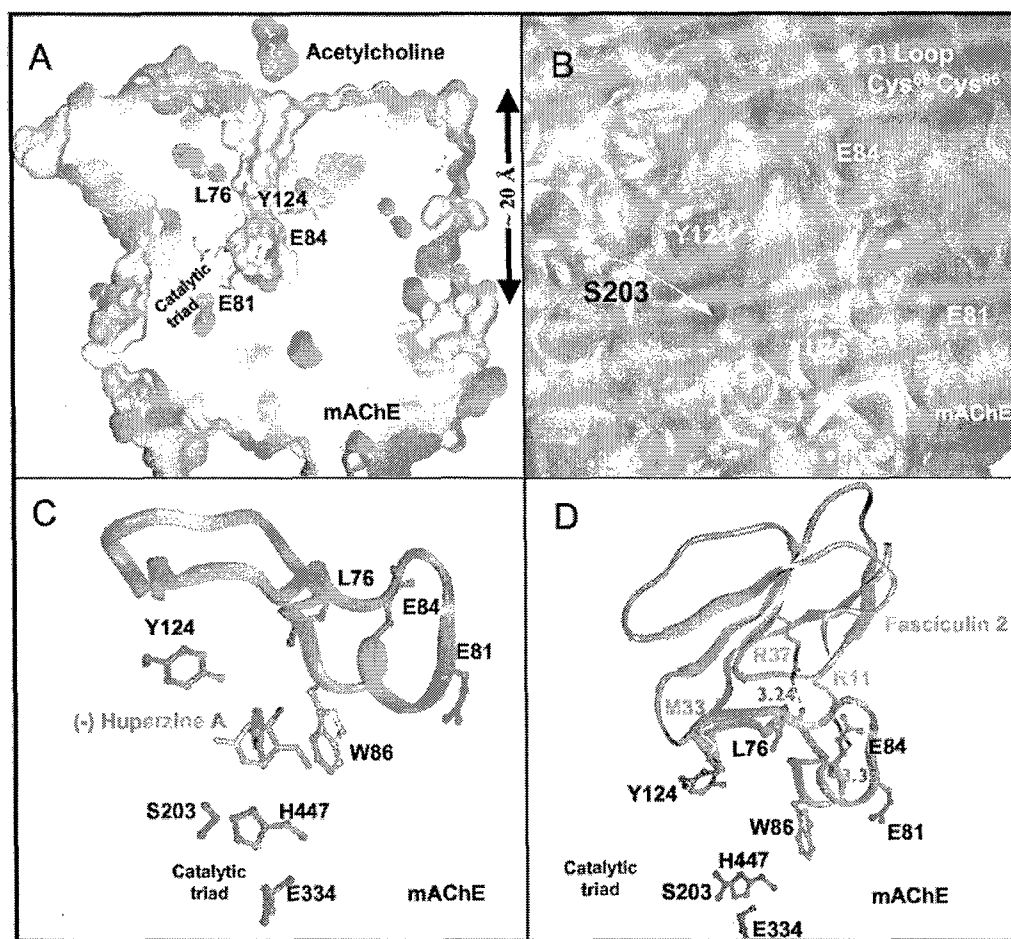 A
Acetylcholine
L76
Y124
E84
~ 20 Å
Catalytic
triad
E81
mAChE
B
Ω Loop
E84
S203
E81
mAChE
C
L76
E84
Y124
E81
(-) Huperzine A
W86
S203
H447
Catalytic
triad
E334
mAChE
D
Fasciculin 2
R37
R11
M33
3.24
L76
E84
Y124
W86
E81
H447
Catalytic
triad
S203
mAChE
E334